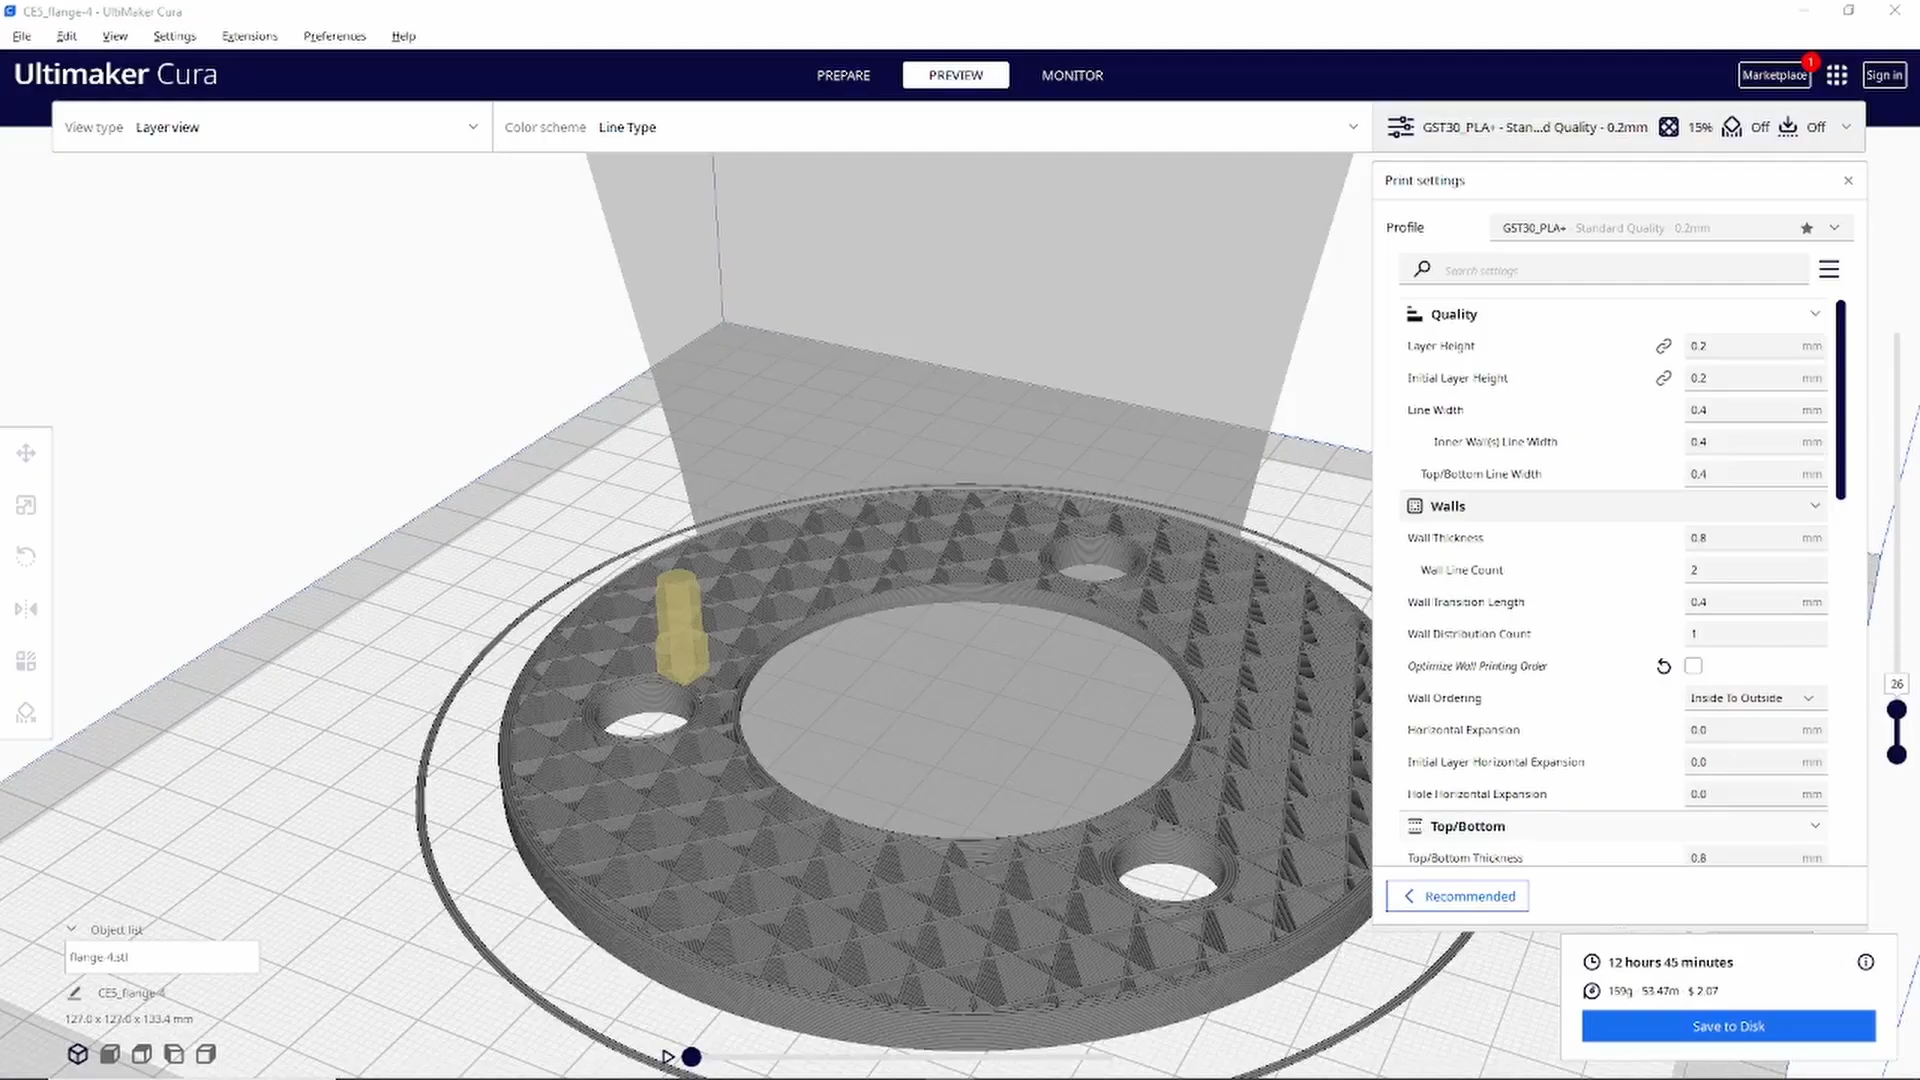 CE5_flange-4 - UltiMaker Cura
File Edit View Settings Extensions Preferences Help
Ultimaker Cura
PREPARE
PREVIEW
MONITOR
Marketplace
1
Sign in
View type Layer view
Color scheme Line Type
GST30_PLA+ - Stan...d Quality - 0.2mm 15% Off Off
Print settings
Profile
GST30_PLA+ - Standard Quality - 0.2mm
Search settings
Quality
Layer Height 0.2 mm
Initial Layer Height 0.2 mm
Line Width 0.4 mm
Inner Wall(s) Line Width 0.4 mm
Top/Bottom Line Width 0.4 mm
Walls
Wall Thickness 0.8 mm
Wall Line Count 2
Wall Transition Length 0.4 mm
Wall Distribution Count 1
Optimize Wall Printing Order
Wall Ordering Inside To Outside
Horizontal Expansion 0.0 mm
Initial Layer Horizontal Expansion 0.0 mm
Hole Horizontal Expansion 0.0 mm
Top/Bottom
Top/Bottom Thickness 0.8 mm
Recommended
26
Object list
flange-4.stl
CE5_flange-4
127.0 x 127.0 x 133.4 mm
12 hours 45 minutes
159g · 53.47m · $ 2.07
Save to Disk